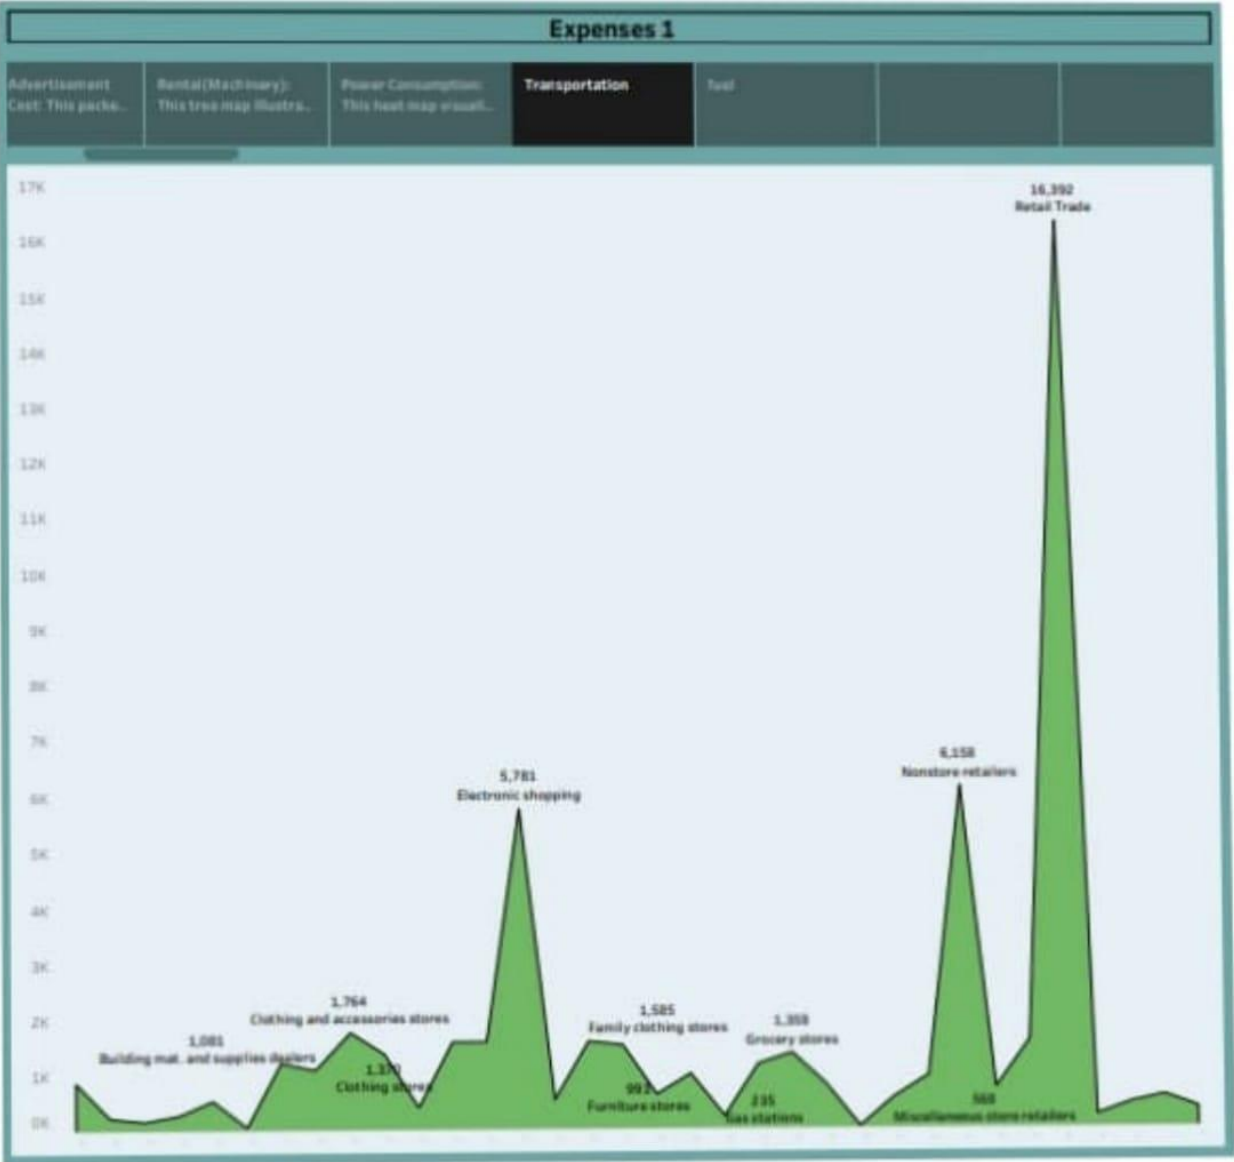 Expenses 1
Advertisement
Cost: This packe...
Rental(Machinary):
This tree map illustra...
Power Consumption:
This heat map visuali...
Transportation
fuel
17K
16K
15K
14K
13K
12K
11K
10K
9K
8K
7K
6K
5K
4K
3K
2K
1K
0K
16,392
Retail Trade
6,158
Nonstore retailers
5,781
Electronic shopping
1,764
Clothing and accessories stores
1,081
Building mat. and supplies dealers
1,370
Clothing stores
1,585
Family clothing stores
1,358
Grocery stores
Furniture stores
235
Gas stations
568
Miscellaneous store retailers